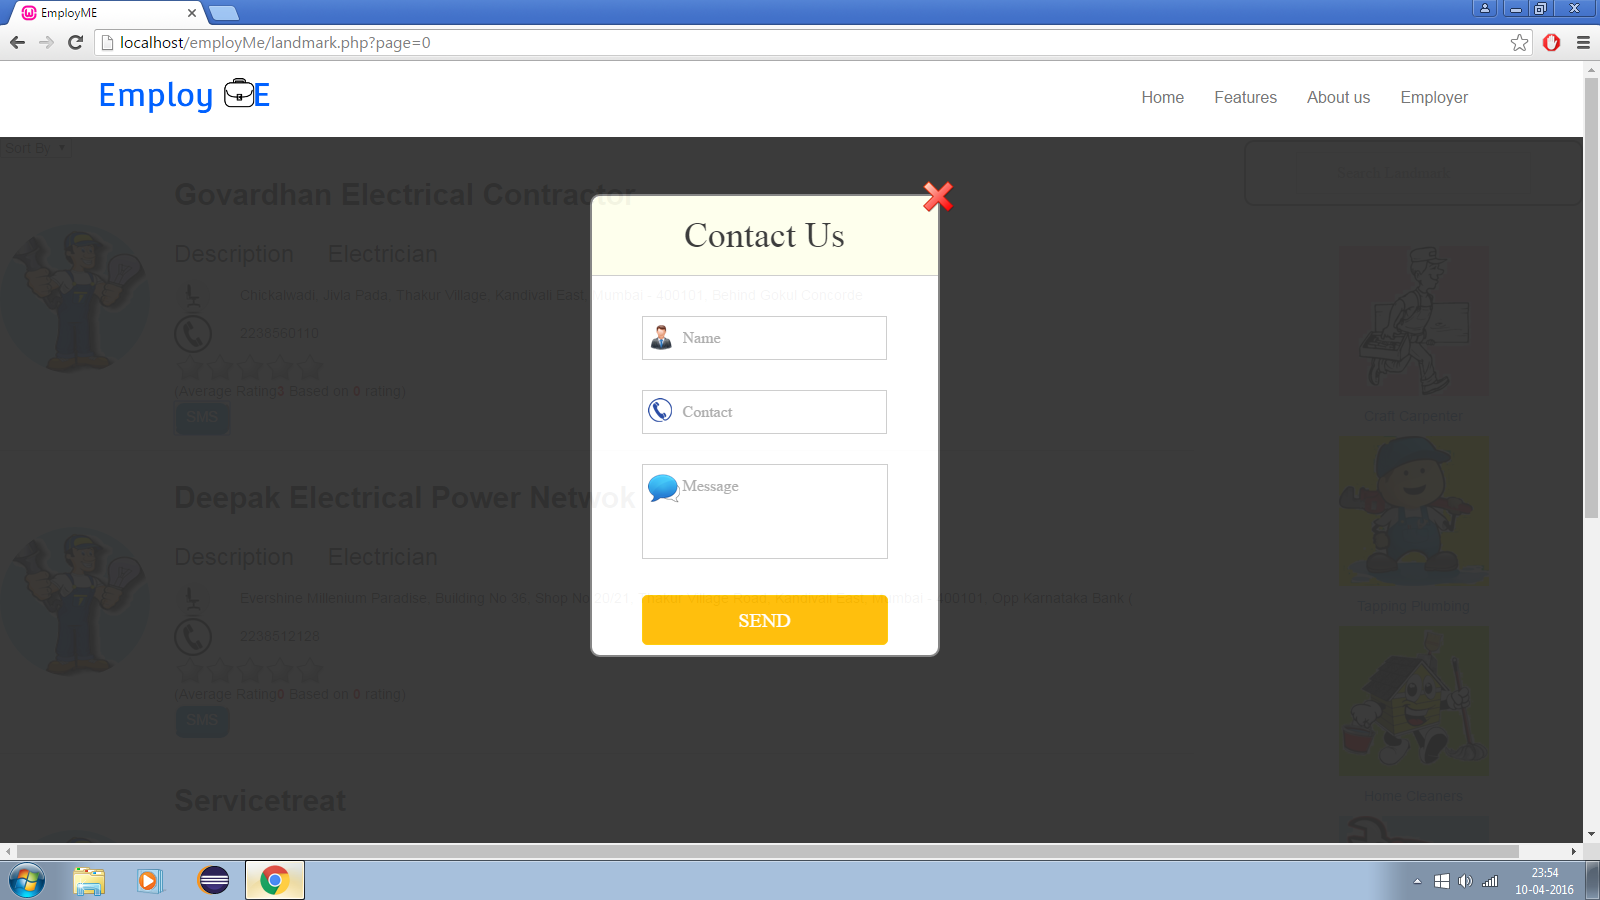 EmployME
localhost/employMe/landmark.php?page=0
Employ E
Home Features About us Employer
Sort By
Search Landmark
Govardhan Electrical Contractor
Description Electrician
Chickalwadi, Jivla Pada, Thakur Village, Kandivali East, Mumbai - 400101, Behind Gokul Concorde
2238560110
(Average Rating3 Based on 0 rating)
SMS
Deepak Electrical Power Netwok
Description Electrician
Evershine Millenium Paradise, Building No 36, Shop No 20/21, Thakur Village Road, Kandivali East, Mumbai - 400101, Opp Karnataka Bank (
2238512128
(Average Rating0 Based on 0 rating)
SMS
Servicetreat
Contact Us
Name
Contact
Message
SEND
Craft Carpenter
Tapping Plumbing
Home Cleaners
23:54
10-04-2016